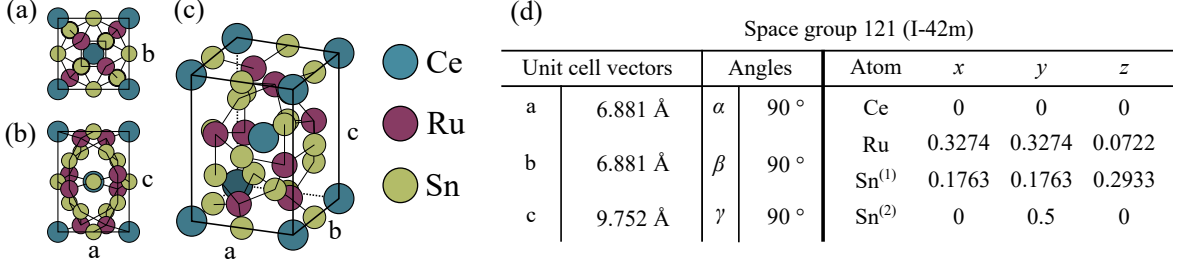 (a)
b
(b)
c
a
(c)
c
b
a
Ce
Ru
Sn
(d)
Space group 121 (I-42m)
Unit cell vectors Angles Atom x y z
a 6.881 Å α 90 ° Ce 0 0 0
Ru 0.3274 0.3274 0.0722
b 6.881 Å β 90 °
Sn(1) 0.1763 0.1763 0.2933
c 9.752 Å γ 90 ° Sn(2) 0 0.5 0